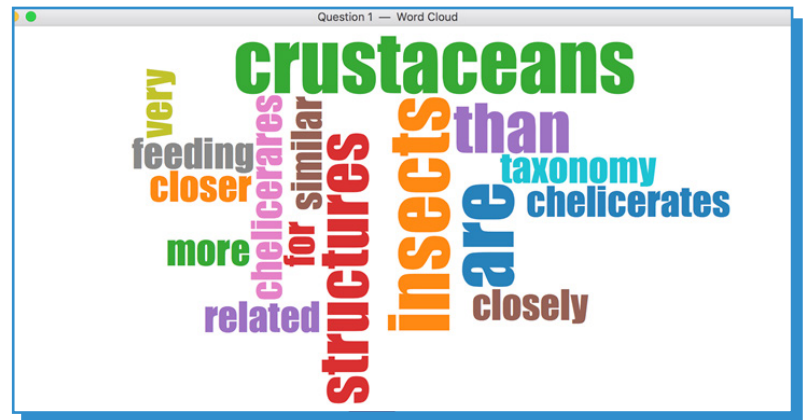 Question 1 — Word Cloud
crustaceans
very
than
feeding
chelicerares
similar
insects
taxonomy
closer
structures
are
chelicerates
more
for
closely
related